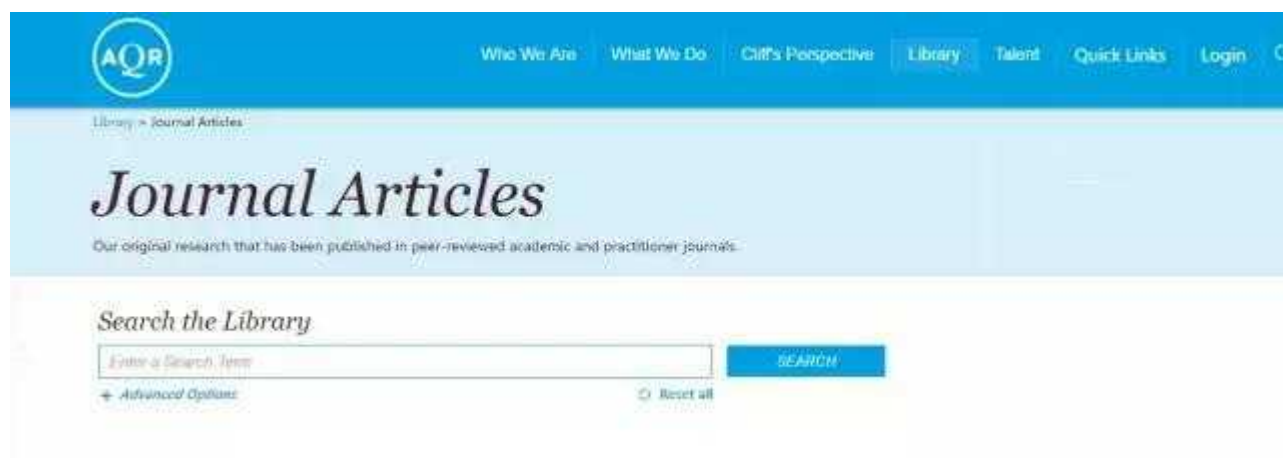 AQR
Who We Are What We Do Cliff's Perspective Library Talent Quick Links Login
Library » Journal Articles
Journal Articles
Our original research that has been published in peer-reviewed academic and practitioner journals.
Search the Library
Enter a Search Term SEARCH
+ Advanced Options Reset all